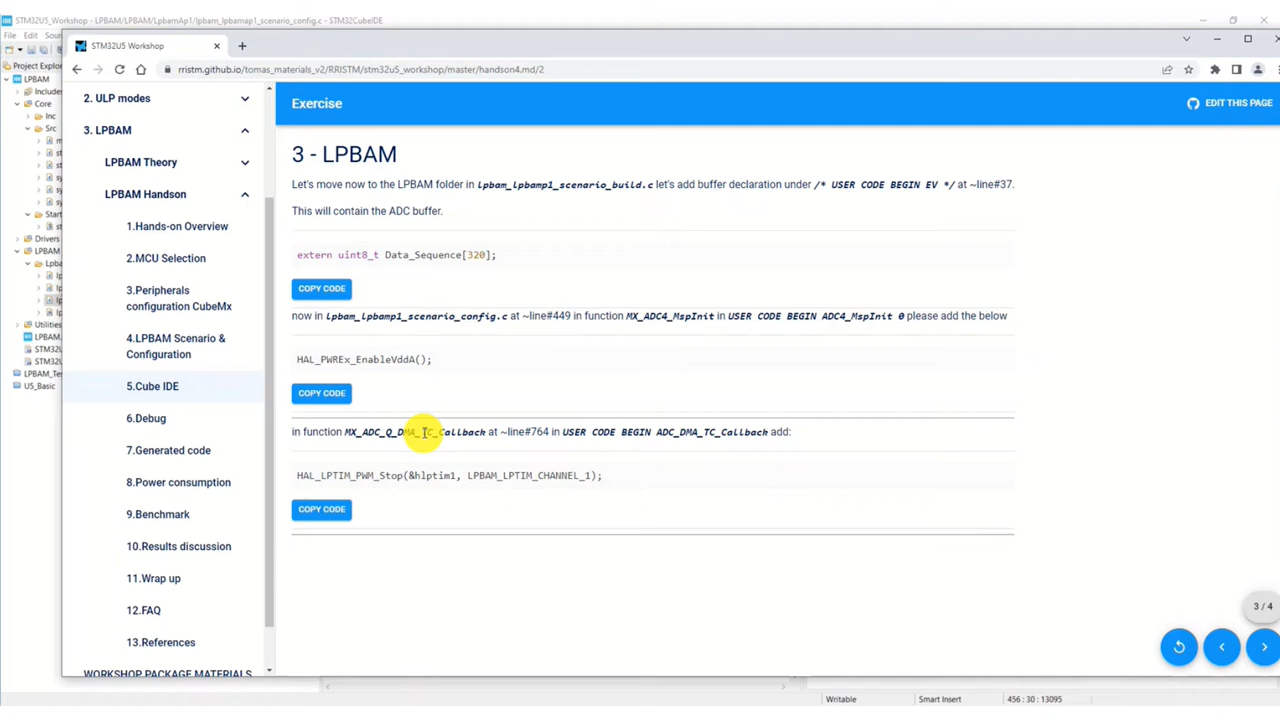 STM32U5_Workshop - LPBAM/LPBAM/LpbamAp1/lpbam_lpbamap1_scenario_config.c - STM32CubeIDE
File Edit Sou
STM32U5 Workshop
rristm.github.io/tomas_materials_v2/RRISTM/stm32u5_workshop/master/handson4.md/2
Project Explor
LPBAM
Includes
Core
Inc
Src
Start
Drivers
LPBAM
Lpba
Utilities
LPBAM.
STM32
STM32
LPBAM_Te
U5_Basic
2. ULP modes
3. LPBAM
LPBAM Theory
LPBAM Handson
1.Hands-on Overview
2.MCU Selection
3.Peripherals
configuration CubeMx
4.LPBAM Scenario &
Configuration
5.Cube IDE
6.Debug
7.Generated code
8.Power consumption
9.Benchmark
10.Results discussion
11.Wrap up
12.FAQ
13.References
WORKSHOP PACKAGE MATERIALS
Exercise
EDIT THIS PAGE
3 - LPBAM
Let's move now to the LPBAM folder in lpbam_lpbamp1_scenario_build.c let's add buffer declaration under /* USER CODE BEGIN EV */ at ~line#37.
This will contain the ADC buffer.
extern uint8_t Data_Sequence[320];
COPY CODE
now in lpbam_lpbamp1_scenario_config.c at ~line#449 in function MX_ADC4_MspInit in USER CODE BEGIN ADC4_MspInit 0 please add the below
HAL_PWREx_EnableVddA();
COPY CODE
in function MX_ADC_Q_DMA_TC_Callback at ~line#764 in USER CODE BEGIN ADC_DMA_TC_Callback add:
HAL_LPTIM_PWM_Stop(&hlptim1, LPBAM_LPTIM_CHANNEL_1);
COPY CODE
3 / 4
Writable
Smart Insert
456 : 30 : 13095